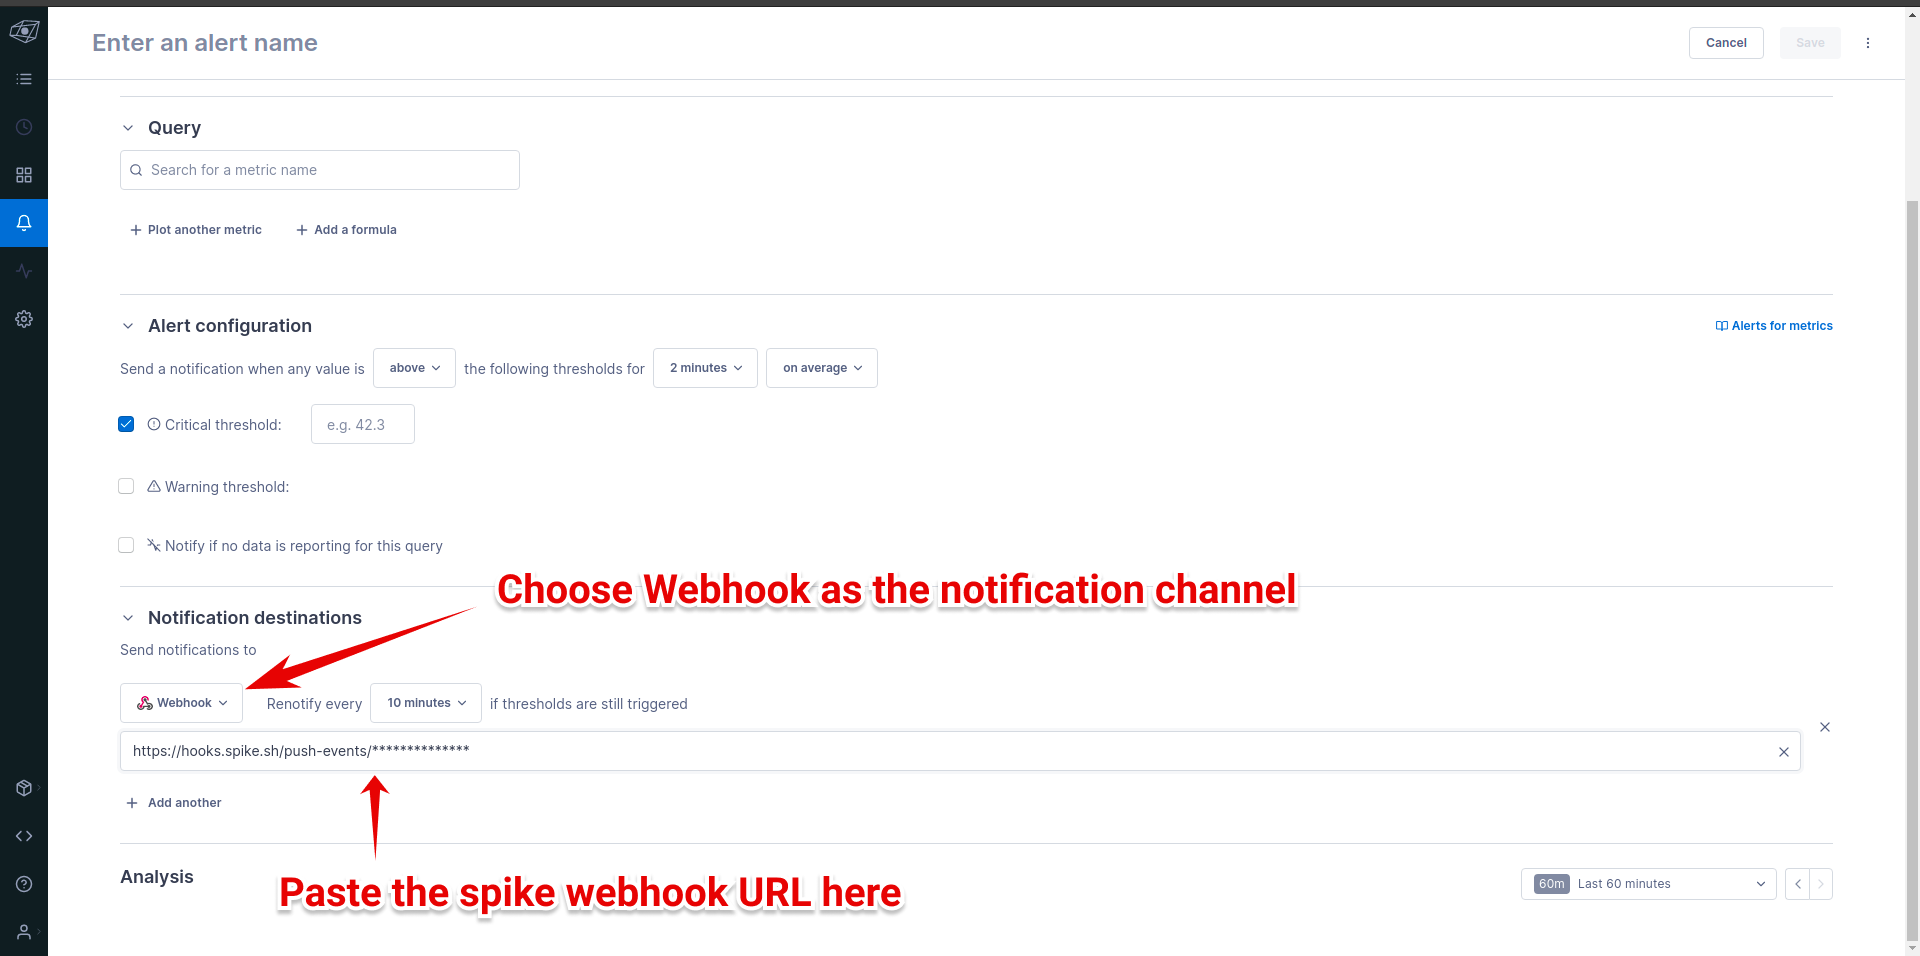 Enter an alert name
Cancel
Save
Query
Search for a metric name
Plot another metric
Add a formula
Alert configuration
Alerts for metrics
Send a notification when any value is above the following thresholds for 2 minutes on average
Critical threshold: e.g. 42.3
Warning threshold:
Notify if no data is reporting for this query
Choose Webhook as the notification channel
Notification destinations
Send notifications to
Webhook Renotify every 10 minutes if thresholds are still triggered
https://hooks.spike.sh/push-events/**************
Add another
Analysis
60m Last 60 minutes
Paste the spike webhook URL here